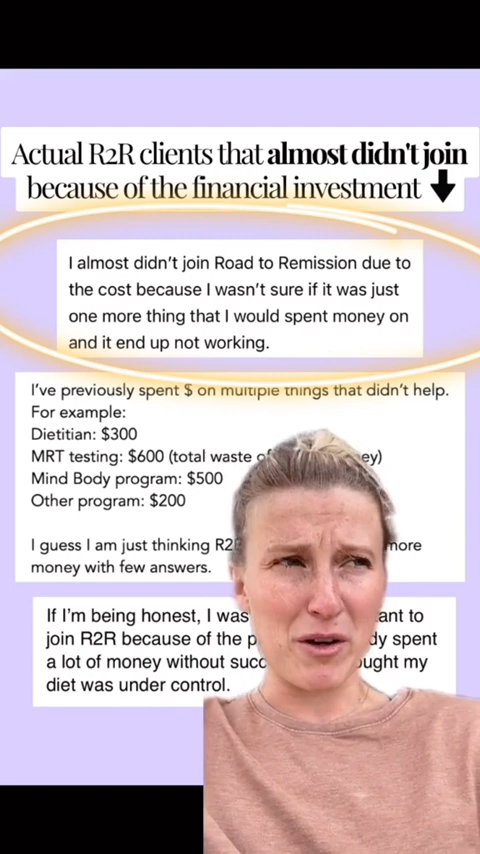 Actual R2R clients that almost didn't join
because of the financial investment
I almost didn't join Road to Remission due to
the cost because I wasn't sure if it was just
one more thing that I would spent money on
and it end up not working.
I've previously spent $ on multiple things that didn't help.
For example:
Dietitian: $300
MRT testing: $600 (total waste
Mind Body program: $500
Other program: $200
I guess I am just thinking more
money with few answers.
If I'm being honest, I was to
join R2R because of the spent
a lot of money without my
diet was under control.